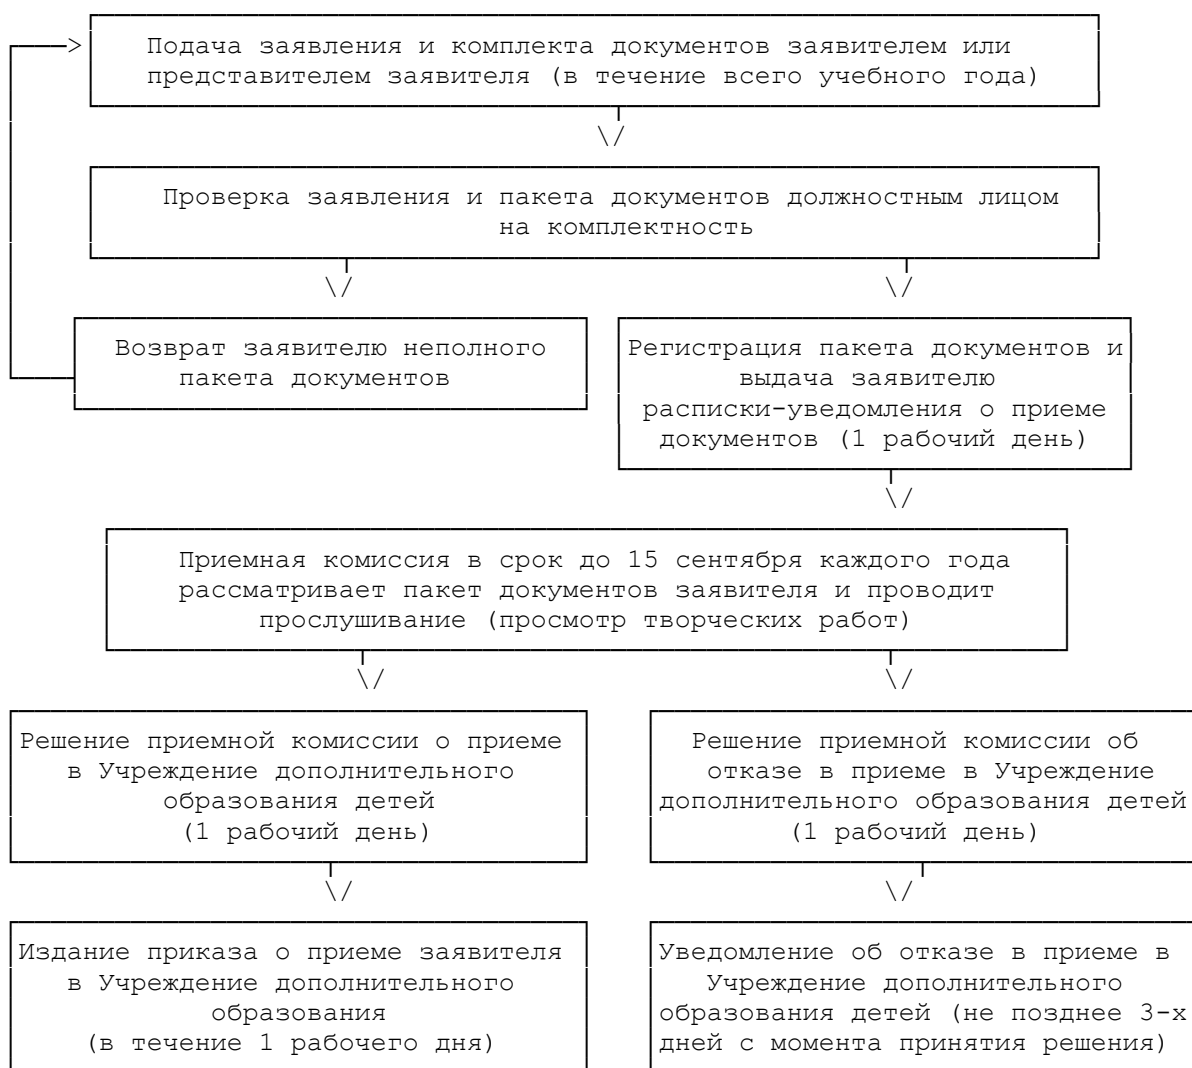 Подача заявления и комплекта документов заявителем или
представителем заявителя (в течение всего учебного года)
Проверка заявления и пакета документов должностным лицом
на комплектность
Возврат заявителю неполного
пакета документов
Регистрация пакета документов и
выдача заявителю
расписки-уведомления о приеме
документов (1 рабочий день)
Приемная комиссия в срок до 15 сентября каждого года
рассматривает пакет документов заявителя и проводит
прослушивание (просмотр творческих работ)
Решение приемной комиссии о приеме
в Учреждение дополнительного
образования детей
(1 рабочий день)
Решение приемной комиссии об
отказе в приеме в Учреждение
дополнительного образования детей
(1 рабочий день)
Издание приказа о приеме заявителя
в Учреждение дополнительного
образования
(в течение 1 рабочего дня)
Уведомление об отказе в приеме в
Учреждение дополнительного
образования детей (не позднее 3-х
дней с момента принятия решения)